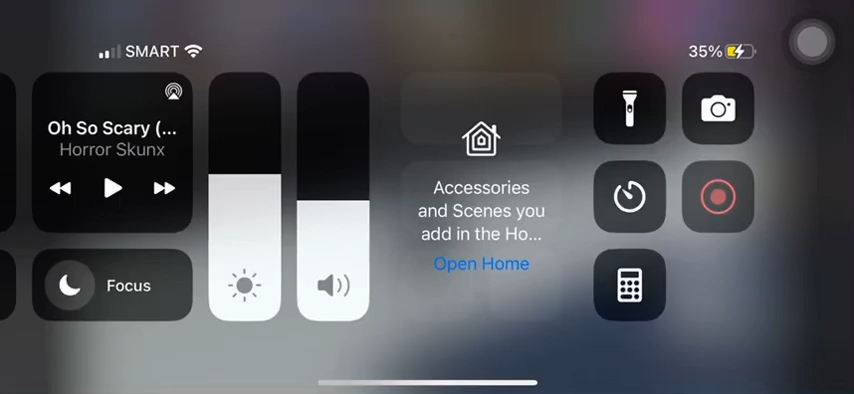 SMART
35%
Oh So Scary (...
Horror Skunx
Focus
Accessories
and Scenes you
add in the Ho...
Open Home